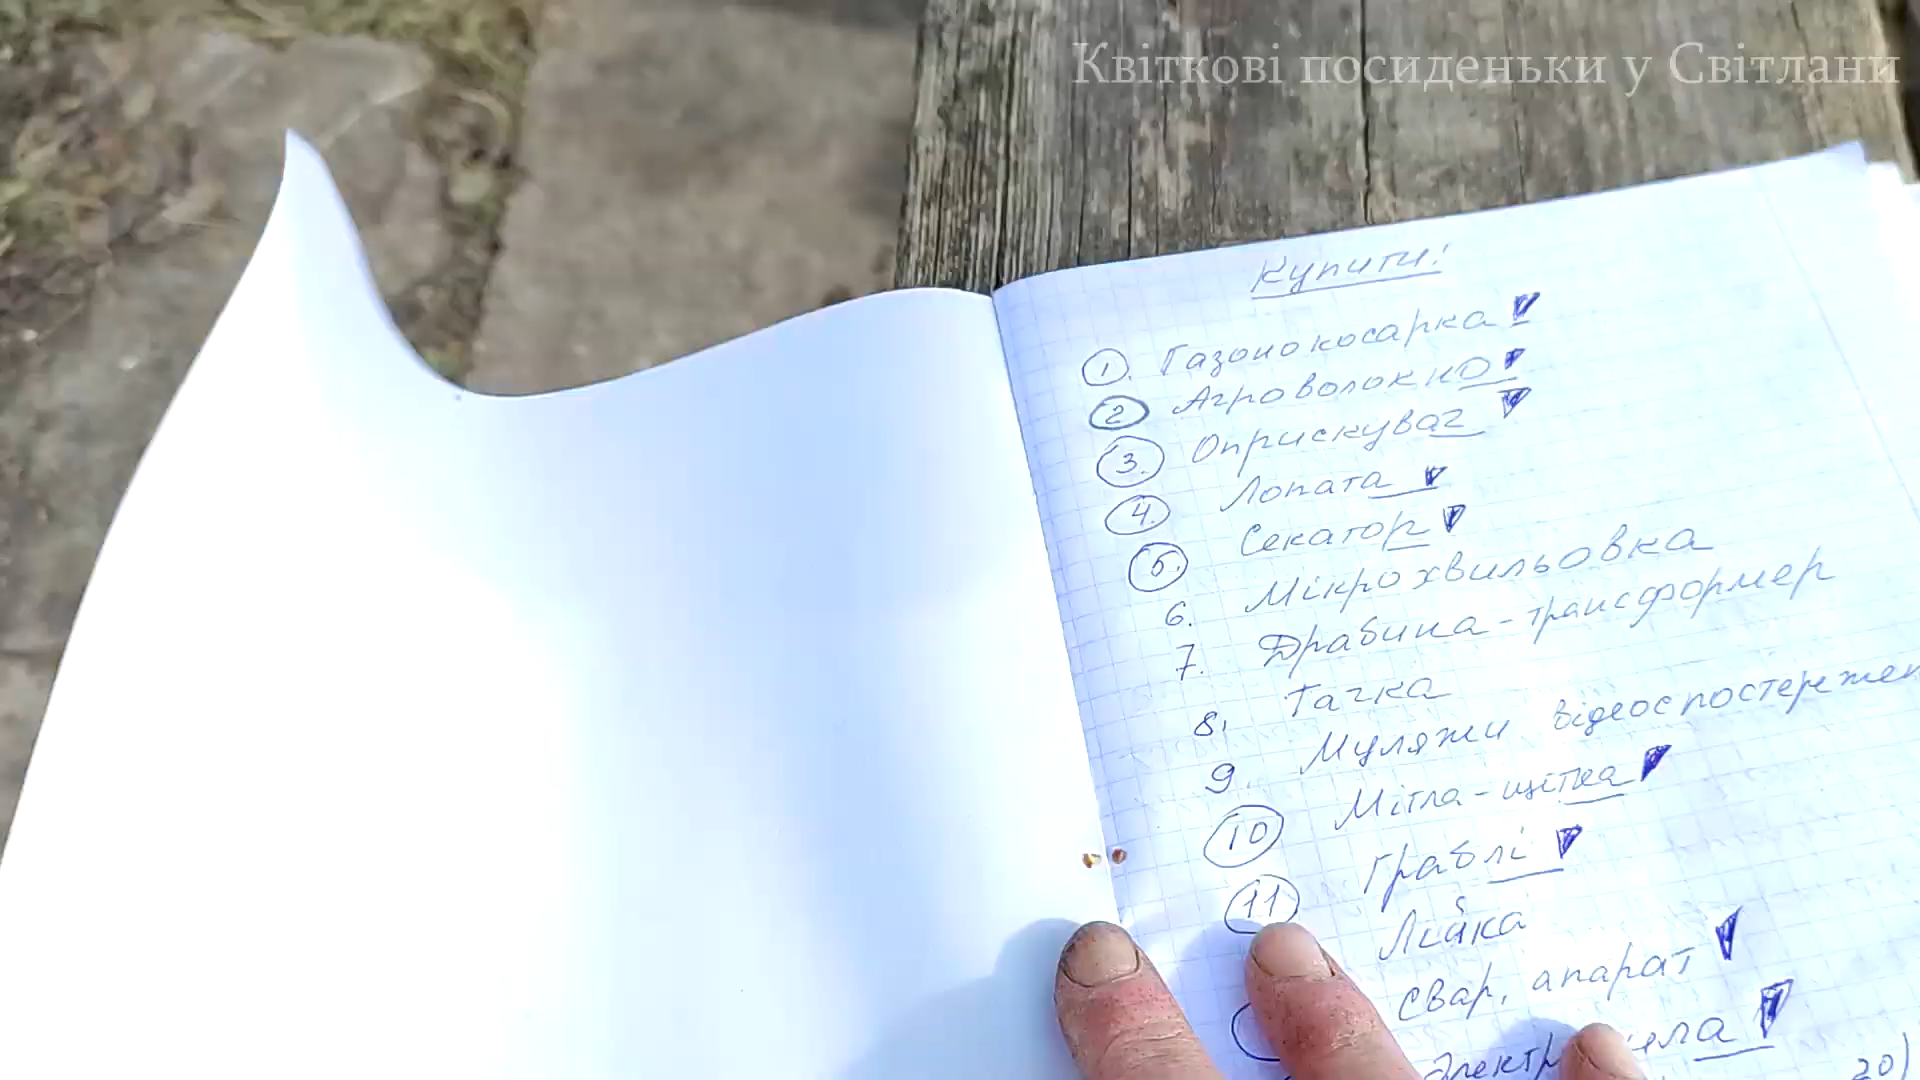 Квіткові посиденьки у Світлани
Купити:
1. Газонокосарка
2 Агроволокно
3. Оприскувач
4. Лопата
5. Секатор
6. Мікрохвильовка
7. Драбина-трансформер
8. Тачка
9. Муляжи
10 Мітла-щітка
11 Граблі
Лійка
Свар. апарат
20)